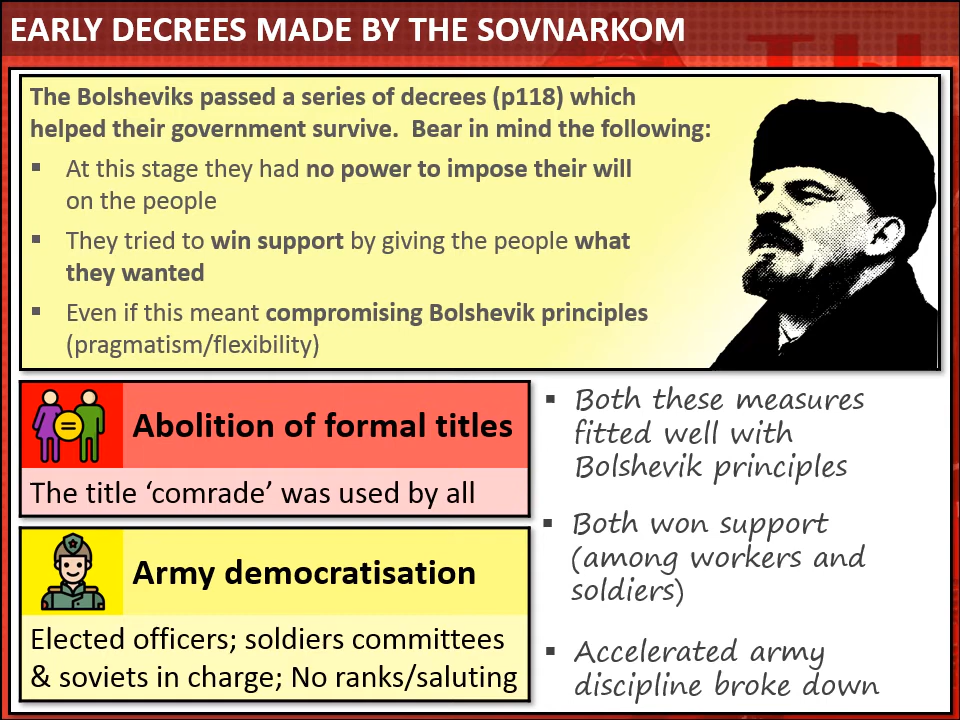 EARLY DECREES MADE BY THE SOVNARKOM
The Bolsheviks passed a series of decrees (p118) which
helped their government survive. Bear in mind the following:
▪ At this stage they had no power to impose their will
on the people
▪ They tried to win support by giving the people what
they wanted
▪ Even if this meant compromising Bolshevik principles
(pragmatism/flexibility)
=
Abolition of formal titles
The title ‘comrade’ was used by all
Army democratisation
Elected officers; soldiers committees
& soviets in charge; No ranks/saluting
▪ Both these measures
fitted well with
Bolshevik principles
▪ Both won support
(among workers and
soldiers)
▪ Accelerated army
discipline broke down